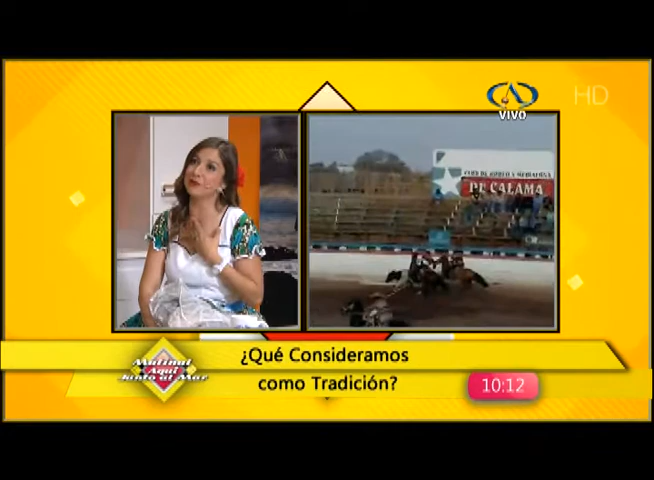 HD
VIVO
DE CALAMA
Matinal
Aquí
Junto al Mar
¿Qué Consideramos
como Tradición?
10:12